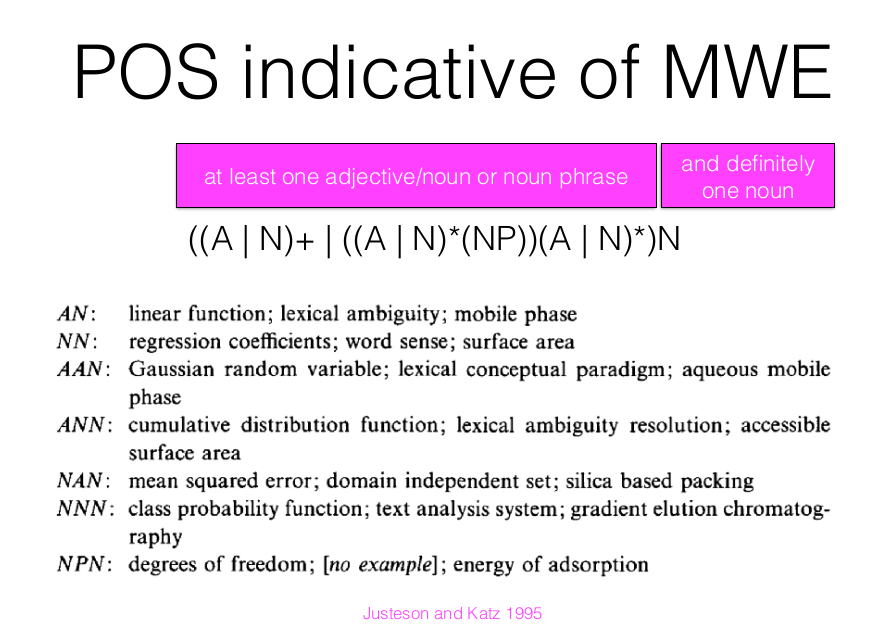 POS indicative of MWE
at least one adjective/noun or noun phrase
and definitely
one noun
((A | N)+ | ((A | N)*(NP))(A | N)*)N
AN: linear function; lexical ambiguity; mobile phase
NN: regression coefficients; word sense; surface area
AAN: Gaussian random variable; lexical conceptual paradigm; aqueous mobile
phase
ANN: cumulative distribution function; lexical ambiguity resolution; accessible
surface area
NAN: mean squared error; domain independent set; silica based packing
NNN: class probability function; text analysis system; gradient elution chromatog-
raphy
NPN: degrees of freedom; [no example]; energy of adsorption
Justeson and Katz 1995